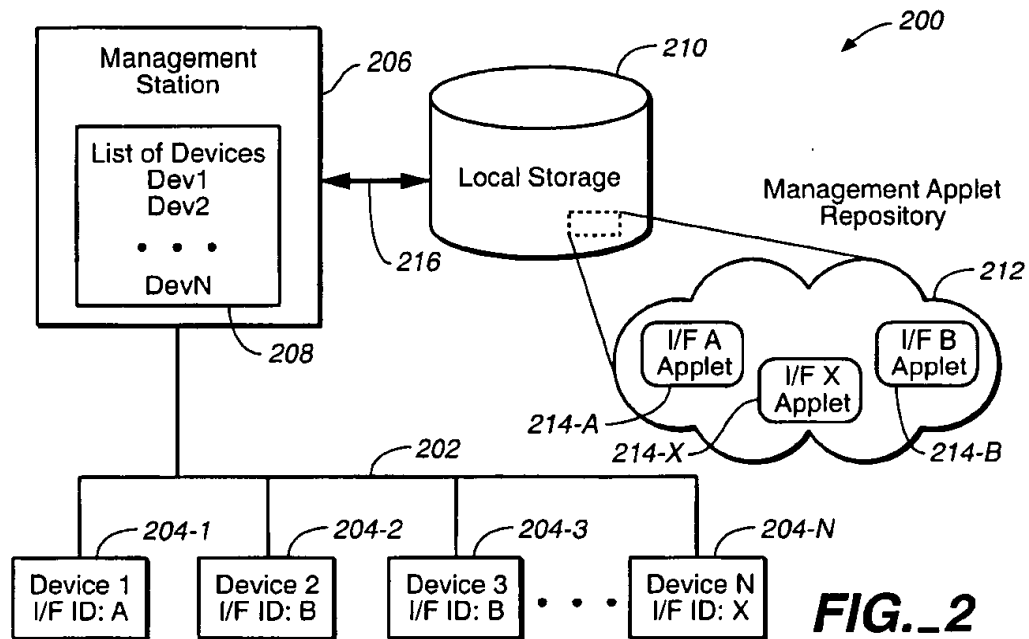 200
Management
Station
206
210
List of Devices
Dev1
Dev2
• • •
DevN
208
216
Local Storage
Management Applet
Repository
212
I/F A
Applet
I/F X
Applet
I/F B
Applet
214-A
214-X
214-B
202
204-1
204-2
204-3
204-N
Device 1
I/F ID: A
Device 2
I/F ID: B
Device 3
I/F ID: B
• • •
Device N
I/F ID: X
FIG._2